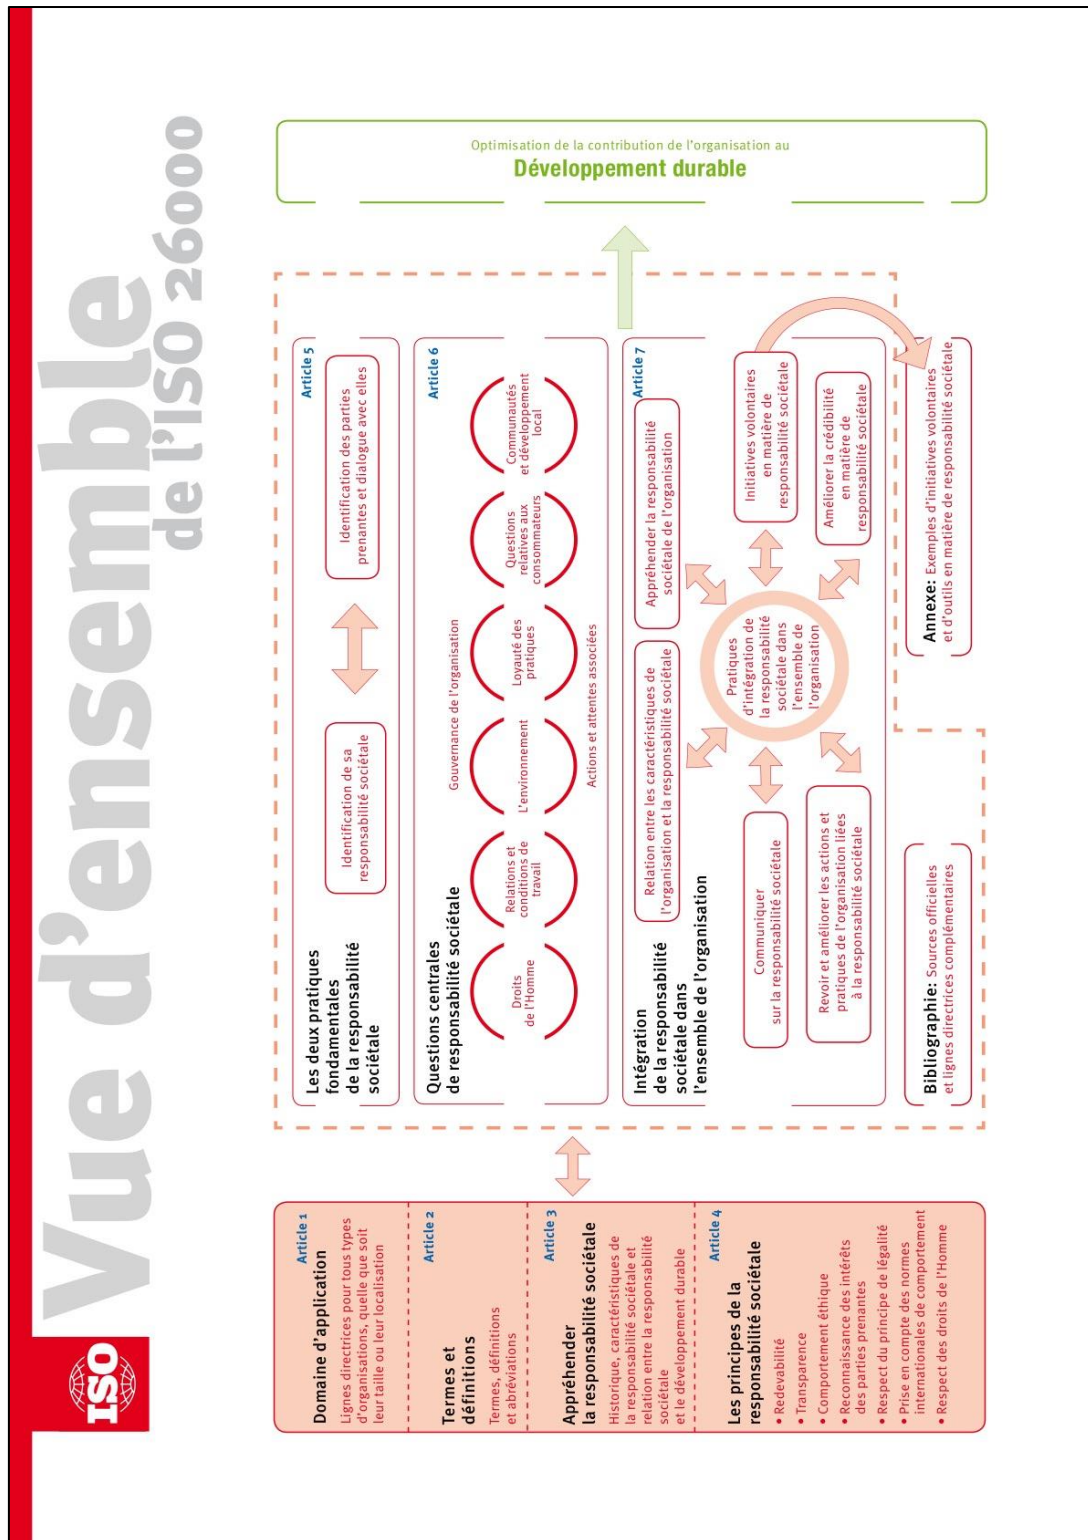 ISO
Vue d'ensemble
de l'ISO 26000
Article 1
Domaine d'application
Lignes directrices pour tous types
d'organisations, quelle que soit
leur taille ou leur localisation
Article 2
Termes et
définitions
Termes, définitions
et abréviations
Article 3
Appréhender
la responsabilité sociétale
Historique, caractéristiques de
la responsabilité sociétale et
relation entre la responsabilité
sociétale
et le développement durable
Article 4
Les principes de la
responsabilité sociétale
• Redevabilité
• Transparence
• Comportement éthique
• Reconnaissance des intérêts
des parties prenantes
• Respect du principe de légalité
• Prise en compte des normes
internationales de comportement
• Respect des droits de l'Homme
Article 5
Les deux pratiques
fondamentales
de la responsabilité
sociétale
Identification de sa
responsabilité sociétale
Identification des parties
prenantes et dialogue avec elles
Article 6
Questions centrales
de responsabilité sociétale
Gouvernance de l'organisation
Droits
de l'Homme
Relations et
conditions de
travail
L'environnement
Loyauté des
pratiques
Questions
relatives aux
consommateurs
Communautés
et développement
local
Actions et attentes associées
Article 7
Intégration
de la responsabilité
sociétale dans
l'ensemble de l'organisation
Relation entre les caractéristiques de
l'organisation et la responsabilité sociétale
Appréhender la responsabilité
sociétale de l'organisation
Communiquer
sur la responsabilité sociétale
Pratiques
d'intégration de
la responsabilité
sociétale dans
l'ensemble de
l'organisation
Initiatives volontaires
en matière de
responsabilité sociétale
Revoir et améliorer les actions et
pratiques de l'organisation liées
à la responsabilité sociétale
Améliorer la crédibilité
en matière de
responsabilité sociétale
Bibliographie: Sources officielles
et lignes directrices complémentaires
Annexe: Exemples d'initiatives volontaires
et d'outils en matière de responsabilité sociétale
Optimisation de la contribution de l'organisation au
Développement durable